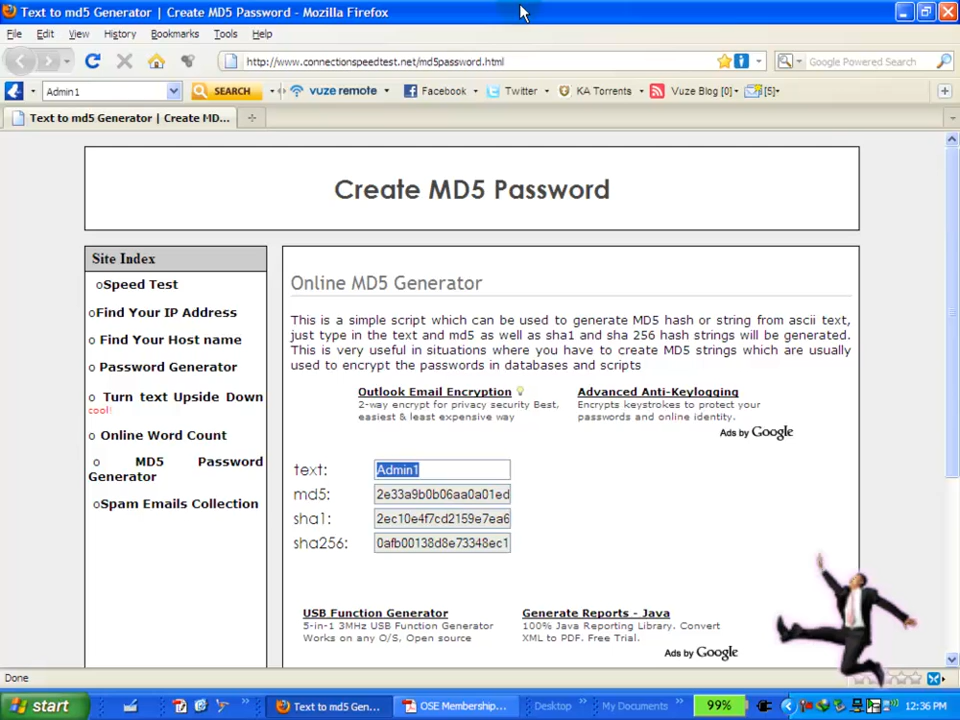 Text to md5 Generator | Create MD5 Password - Mozilla Firefox
File Edit View History Bookmarks Tools Help
http://www.connectionspeedtest.net/md5password.html
Google Powered Search
Admin1
SEARCH
vuze remote
Facebook
Twitter
KA Torrents
Vuze Blog [0]
[5]
Text to md5 Generator | Create MD...
Create MD5 Password
Site Index
oSpeed Test
oFind Your IP Address
o Find Your Host name
o Password Generator
o Turn text Upside Down
cool!
o Online Word Count
o MD5 Password
Generator
oSpam Emails Collection
Online MD5 Generator
This is a simple script which can be used to generate MD5 hash or string from ascii text,
just type in the text and md5 as well as sha1 and sha 256 hash strings will be generated.
This is very useful in situations where you have to create MD5 strings which are usually
used to encrypt the passwords in databases and scripts
Outlook Email Encryption
2-way encrypt for privacy security Best,
easiest & least expensive way
Advanced Anti-Keylogging
Encrypts keystrokes to protect your
passwords and online identity.
Ads by Google
text: Admin1
md5: 2e33a9b0b06aa0a01ed
sha1: 2ec10e4f7cd2159e7ea6
sha256: 0afb00138d8e73348ec1
USB Function Generator
5-in-1 3MHz USB Function Generator
Works on any O/S, Open source
Generate Reports - Java
100% Java Reporting Library. Convert
XML to PDF. Free Trial.
Ads by Google
Done
start
Text to md5 Gen...
OSE Membership...
Desktop
My Documents
99%
12:36 PM